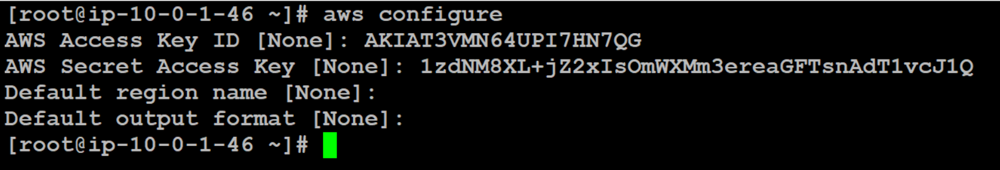 [root@ip-10-0-1-46 ~]# aws configure
AWS Access Key ID [None]: AKIAT3VMN64UPI7HN7QG
AWS Secret Access Key [None]: 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
Default region name [None]:
Default output format [None]:
[root@ip-10-0-1-46 ~]#